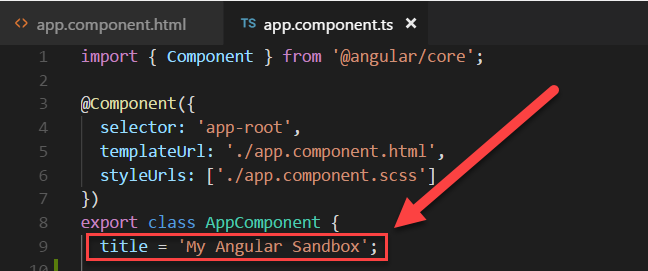 <> app.component.html TS app.component.ts ×
1 import { Component } from '@angular/core';
2
3 @Component({
4 selector: 'app-root',
5 templateUrl: './app.component.html',
6 styleUrls: ['./app.component.scss']
7 })
8 export class AppComponent {
9 title = 'My Angular Sandbox';
10